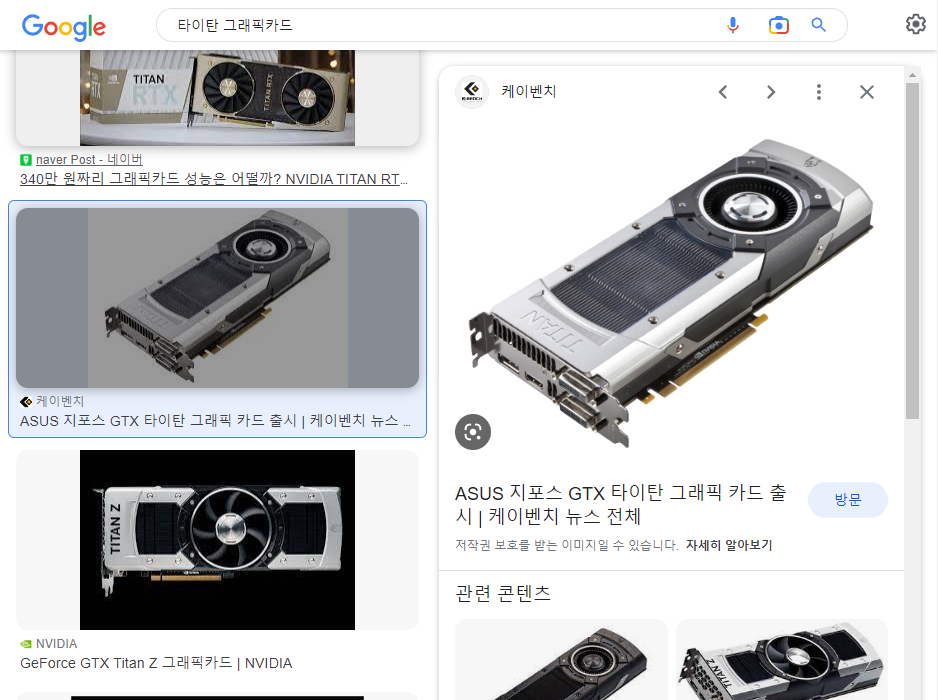 Google
타이탄 그래픽카드
TITAN
RTX
TITAN RTX
naver Post - 네이버
340만 원짜리 그래픽카드 성능은 어떨까? NVIDIA TITAN RT...
케이벤치
ASUS 지포스 GTX 타이탄 그래픽 카드 출시 | 케이벤치 뉴스 ...
TITAN Z
NVIDIA
GeForce GTX Titan Z 그래픽카드 | NVIDIA
K-BENCH
케이벤치
TITAN
NVIDIA
ASUS 지포스 GTX 타이탄 그래픽 카드 출
시 | 케이벤치 뉴스 전체
방문
저작권 보호를 받는 이미지일 수 있습니다. 자세히 알아보기
관련 콘텐츠
TITAN Z